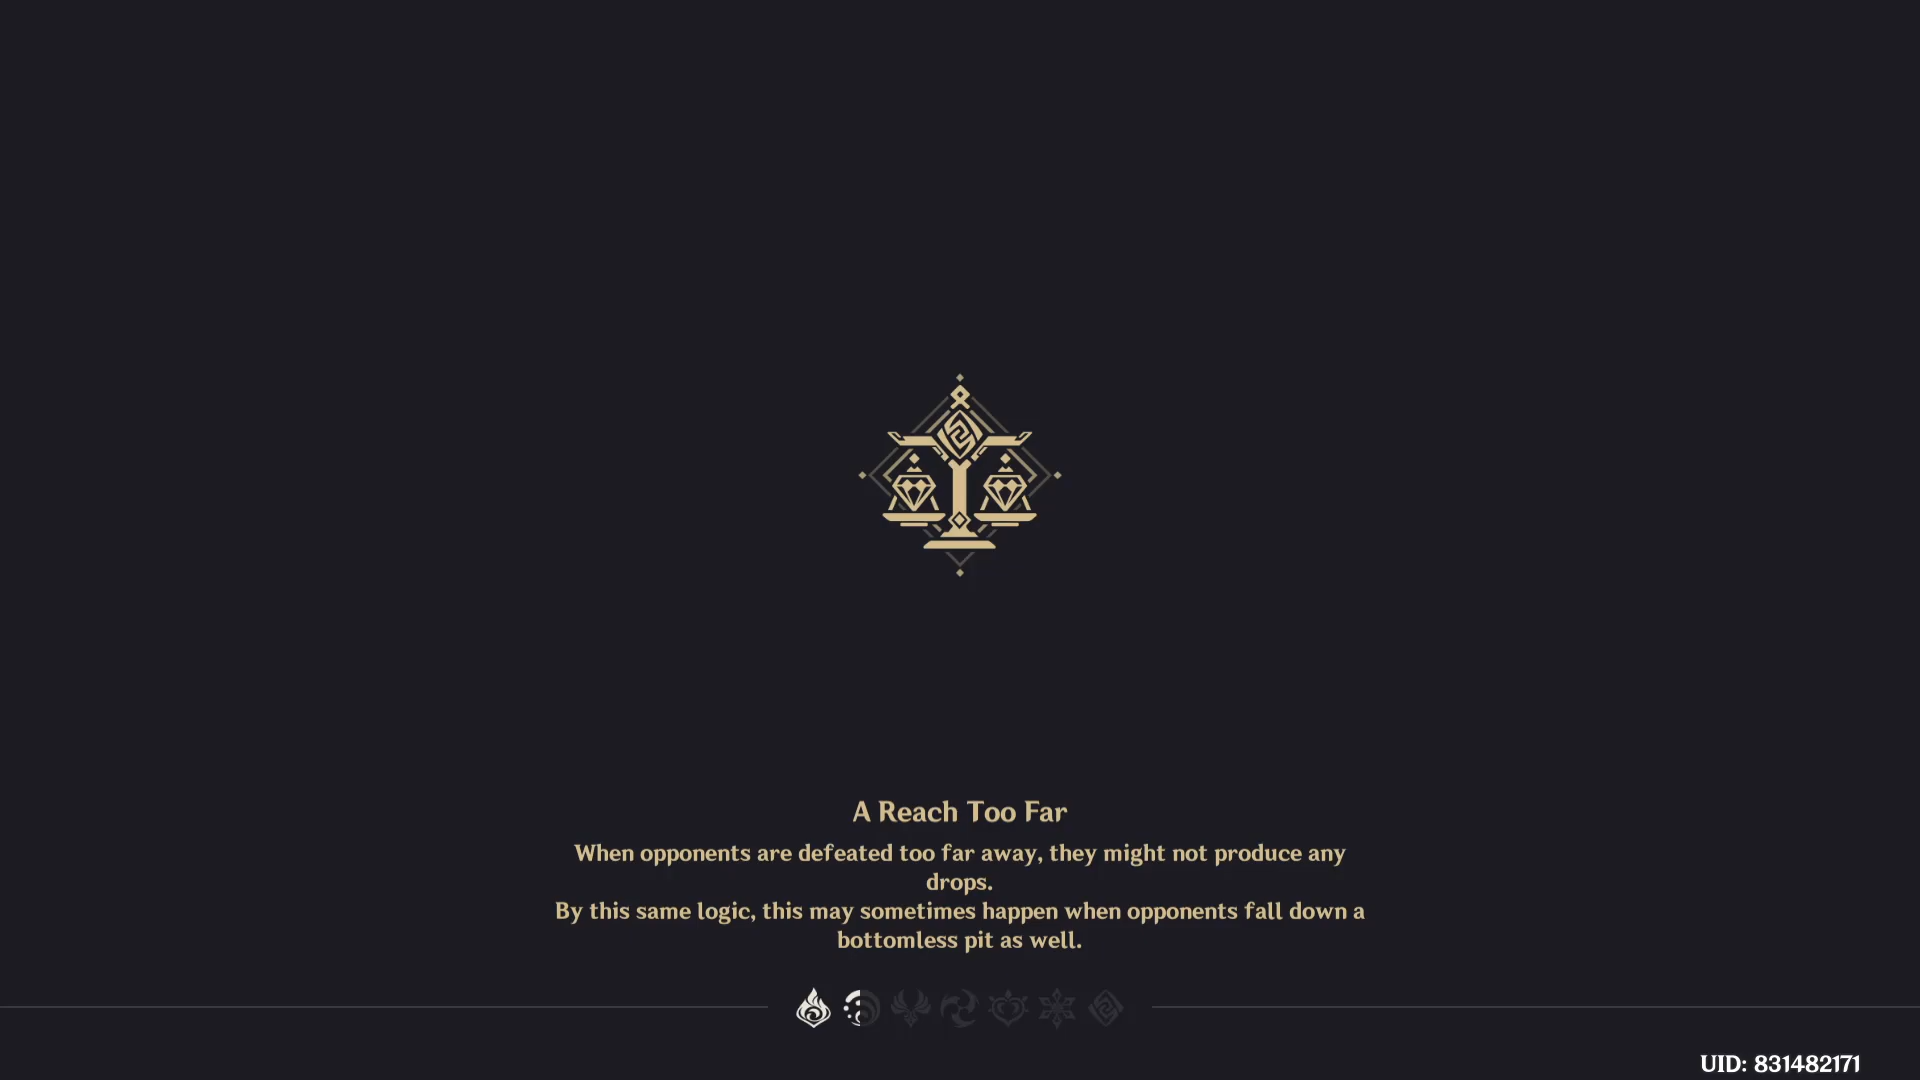 A Reach Too Far
When opponents are defeated too far away, they might not produce any
drops.
By this same logic, this may sometimes happen when opponents fall down a
bottomless pit as well.
UID: 831482171